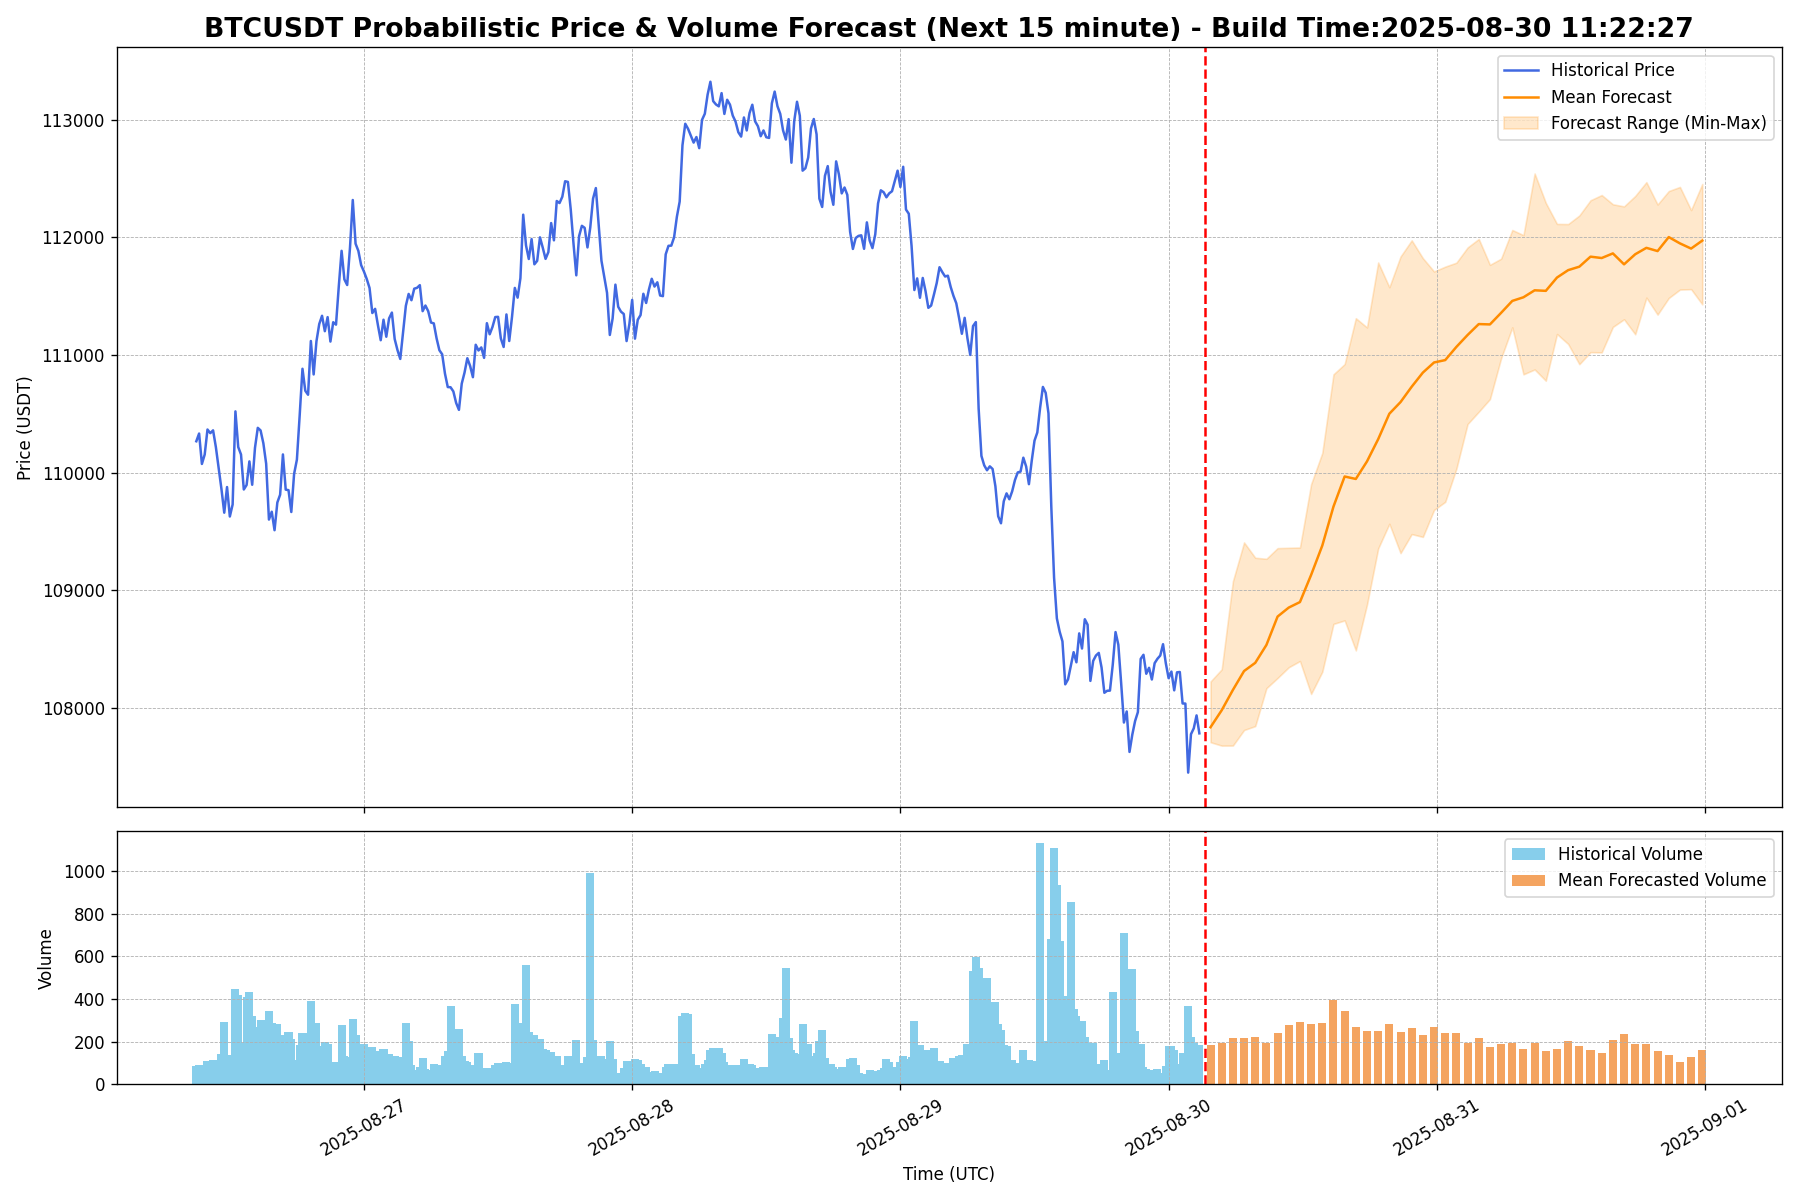 BTCUSDT Probabilistic Price & Volume Forecast (Next 15 minute) - Build Time:2025-08-30 11:22:27
Historical Price
Mean Forecast
Forecast Range (Min-Max)
113000
112000
111000
110000
109000
108000
Price (USDT)
Historical Volume
Mean Forecasted Volume
1000
800
600
400
200
0
Volume
2025-08-27
2025-08-28
2025-08-29
2025-08-30
2025-08-31
2025-09-01
Time (UTC)